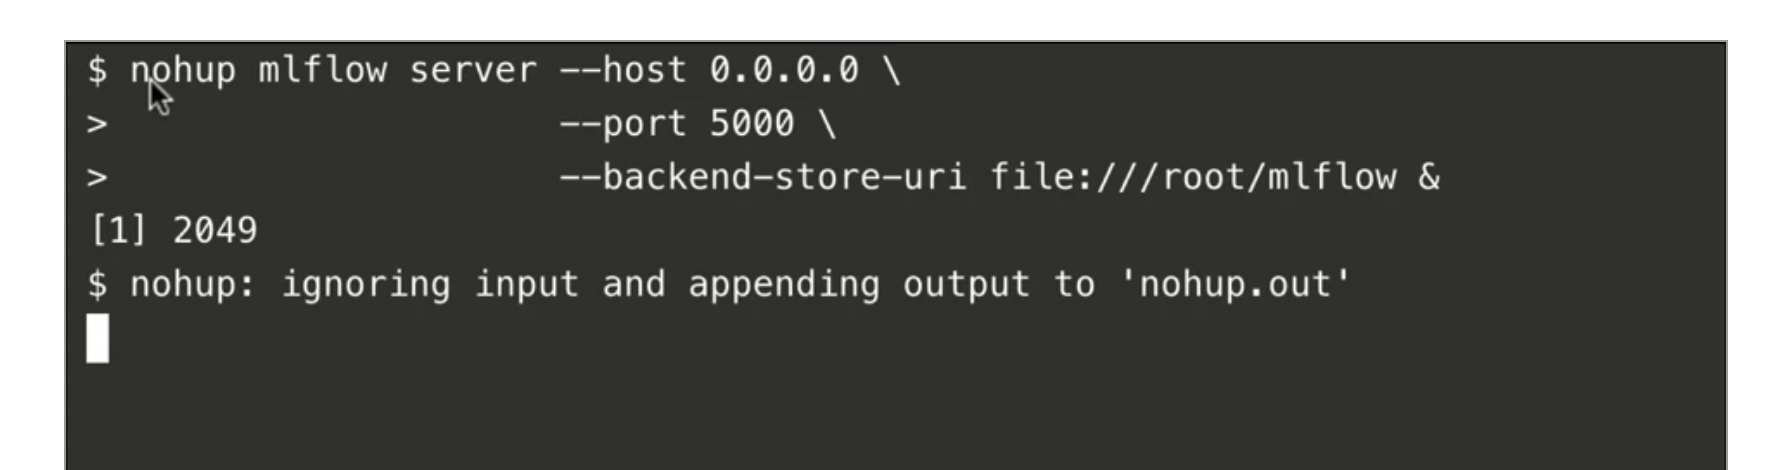 $ nohup mlflow server --host 0.0.0.0 \
> --port 5000 \
> --backend-store-uri file:///root/mlflow &
[1] 2049
$ nohup: ignoring input and appending output to 'nohup.out'